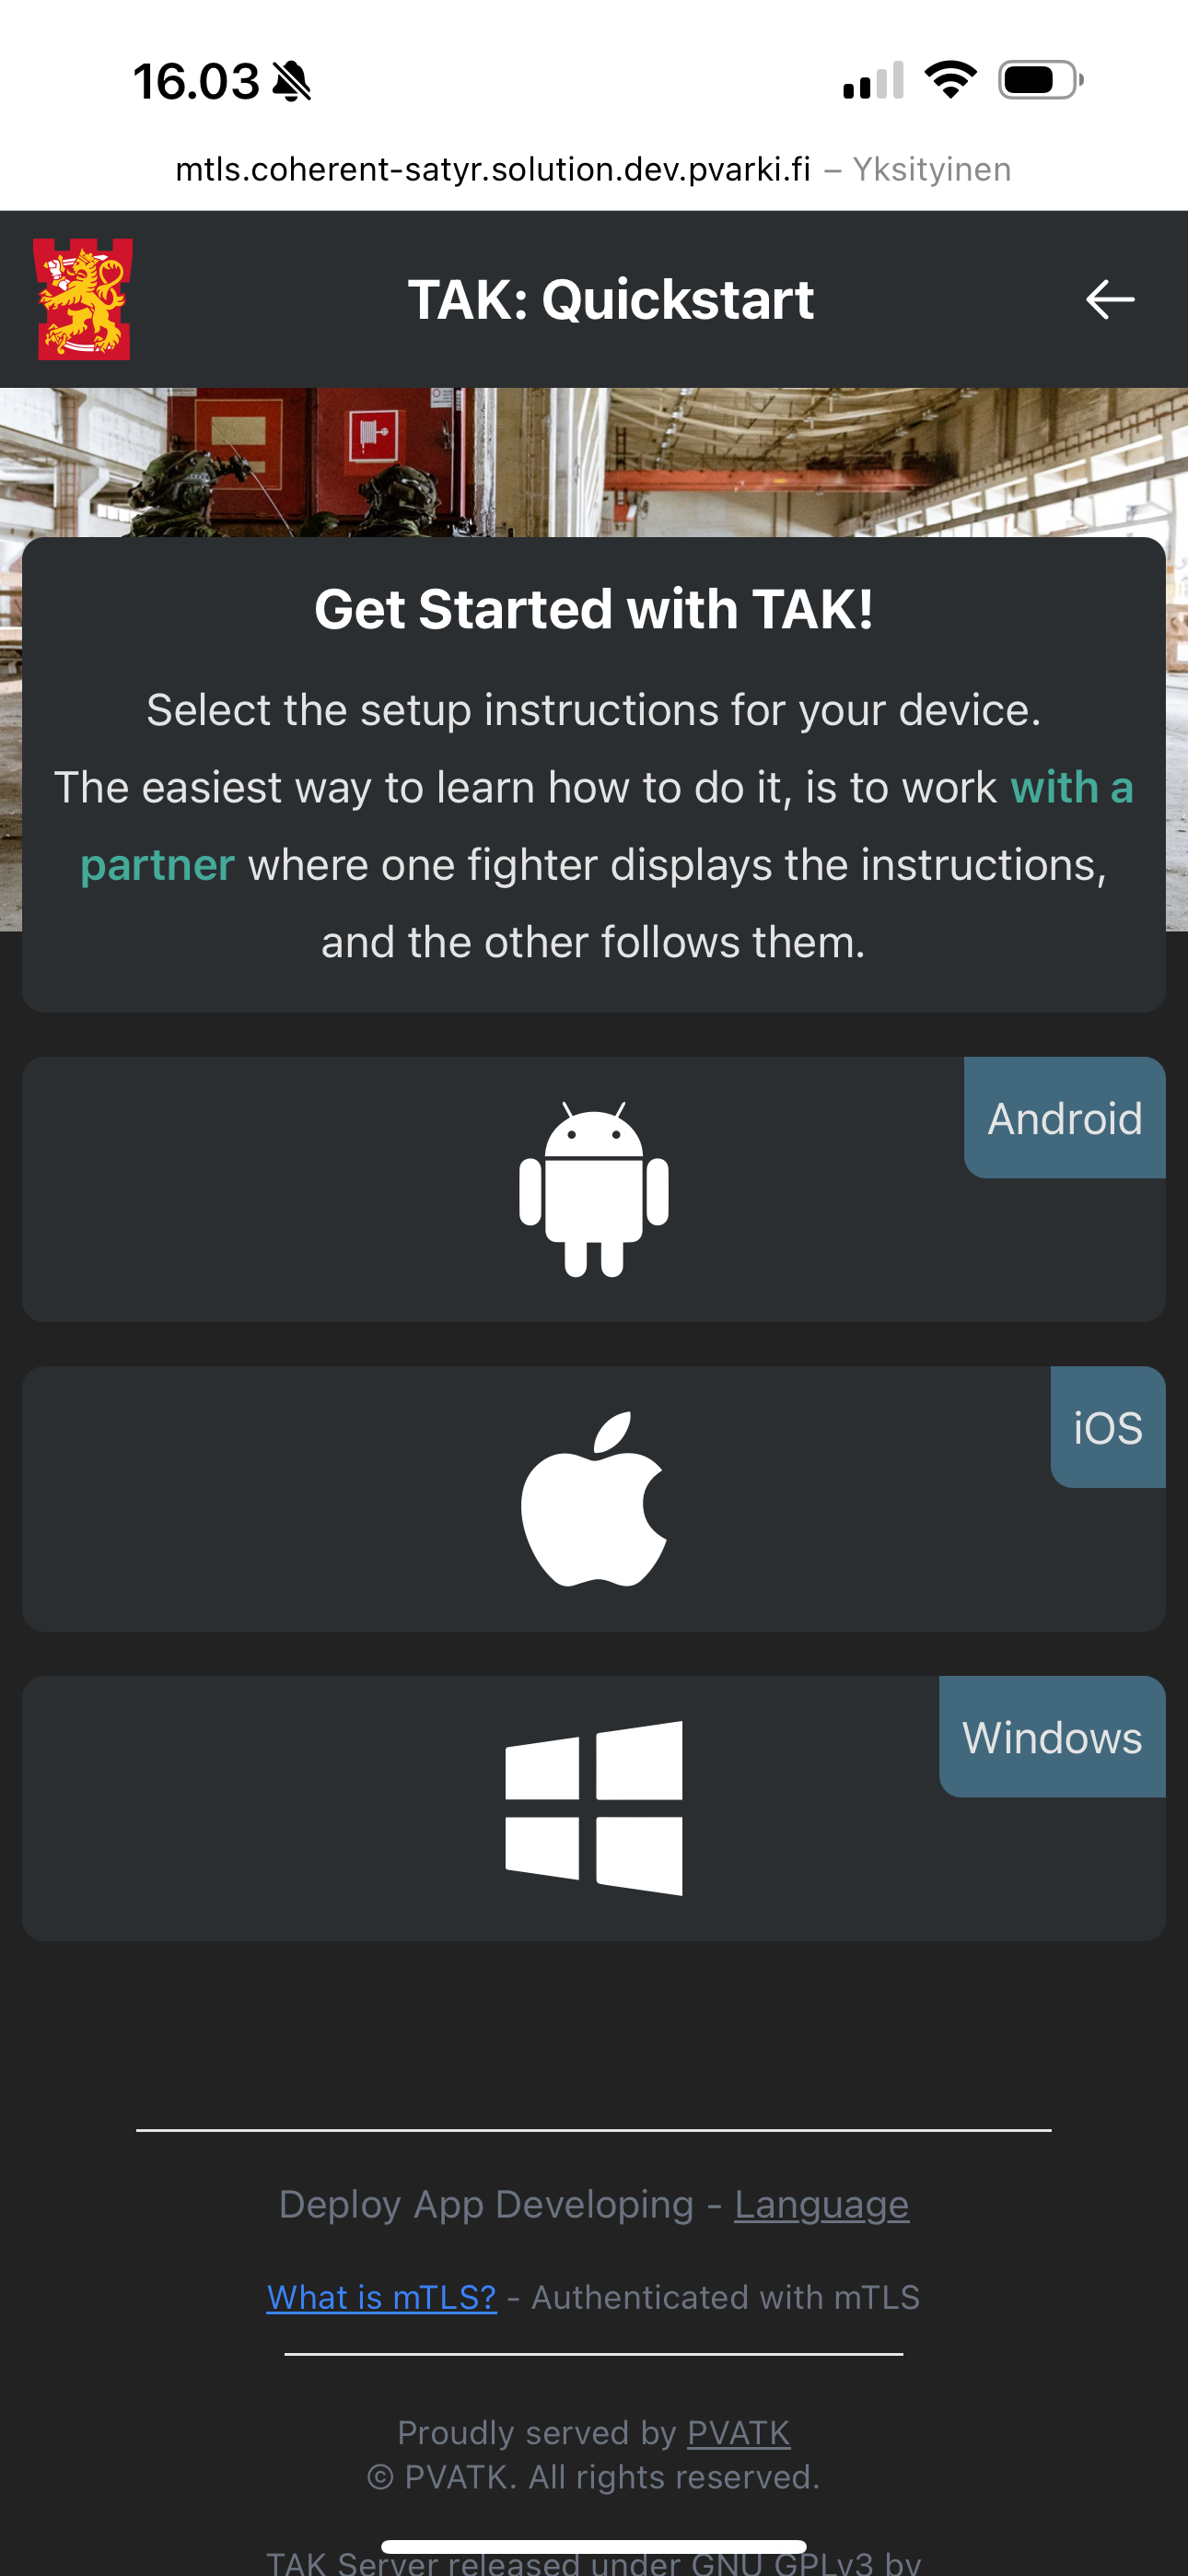 16.03
mtls.coherent-satyr.solution.dev.pvarki.fi – Yksityinen
TAK: Quickstart
Get Started with TAK!
Select the setup instructions for your device.
The easiest way to learn how to do it, is to work with a
partner where one fighter displays the instructions,
and the other follows them.
Android
iOS
Windows
Deploy App Developing - Language
What is mTLS? - Authenticated with mTLS
Proudly served by PVATK
© PVATK. All rights reserved.
TAK Server released under GNU GPLv3 by